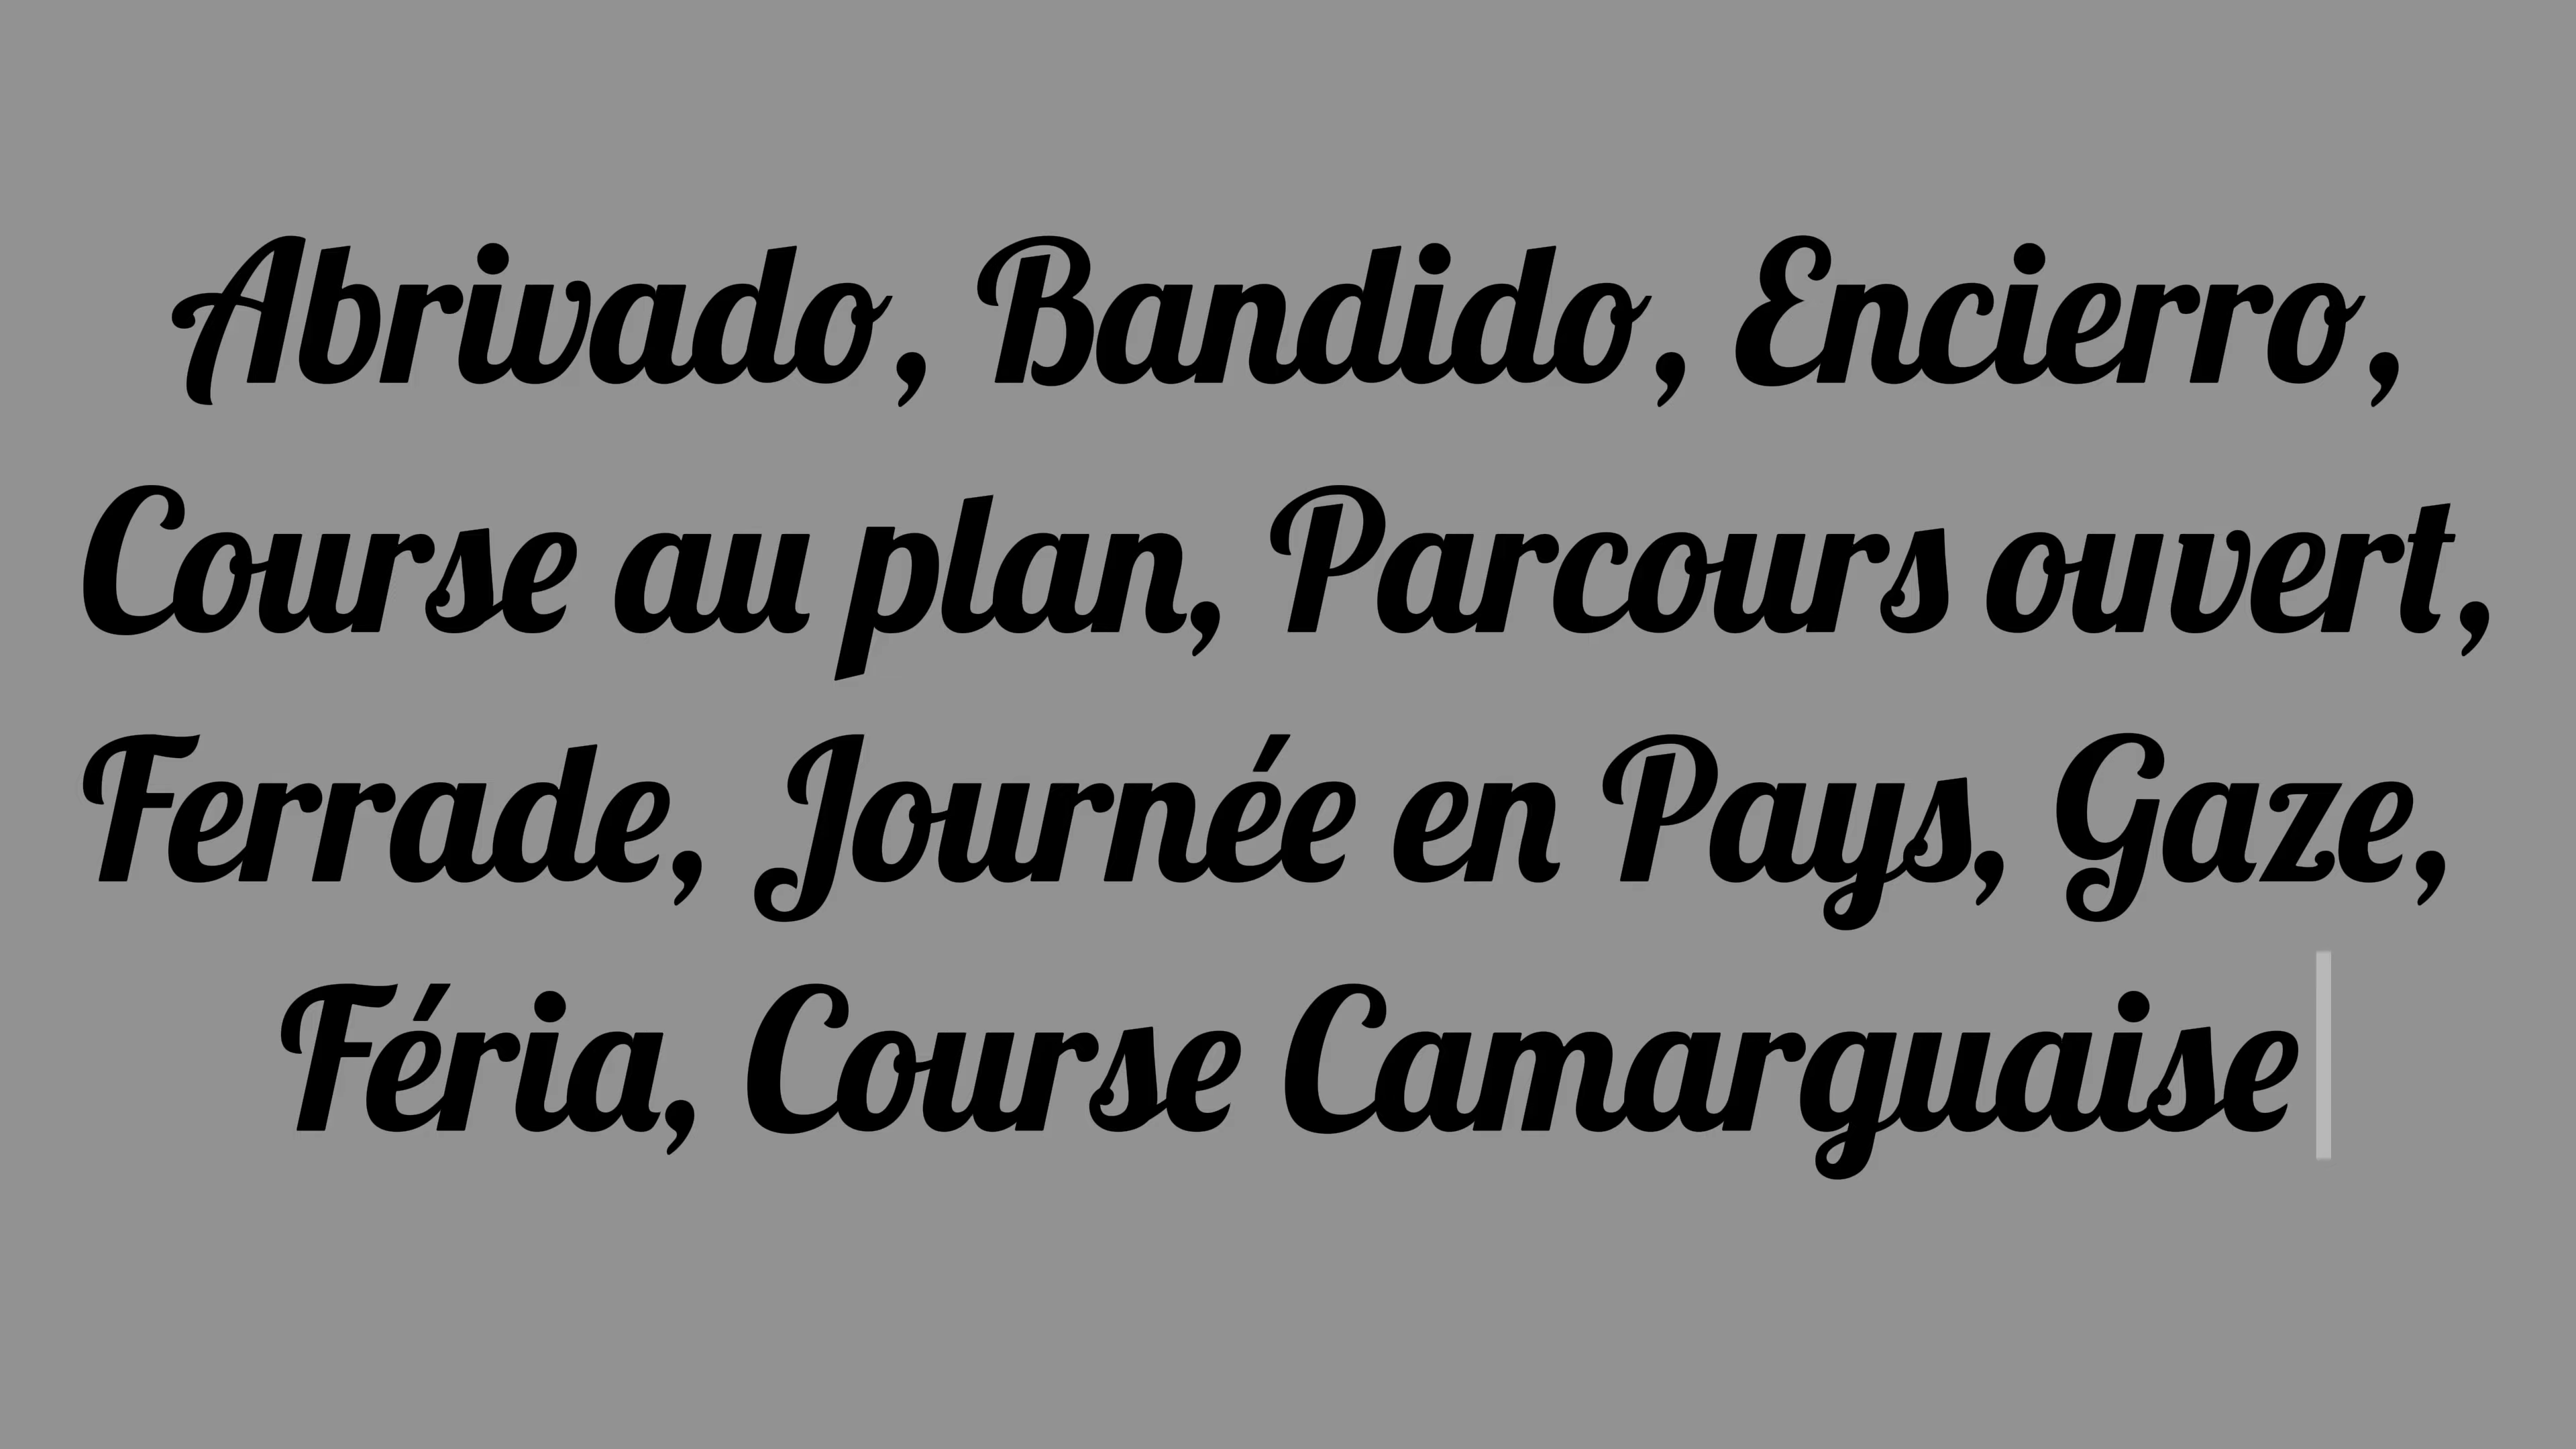 Abrivado, Bandido, Encierro,
Course au plan, Parcours ouvert,
Ferrade, Journée en Pays, Gaze,
Féria, Course Camarguaise